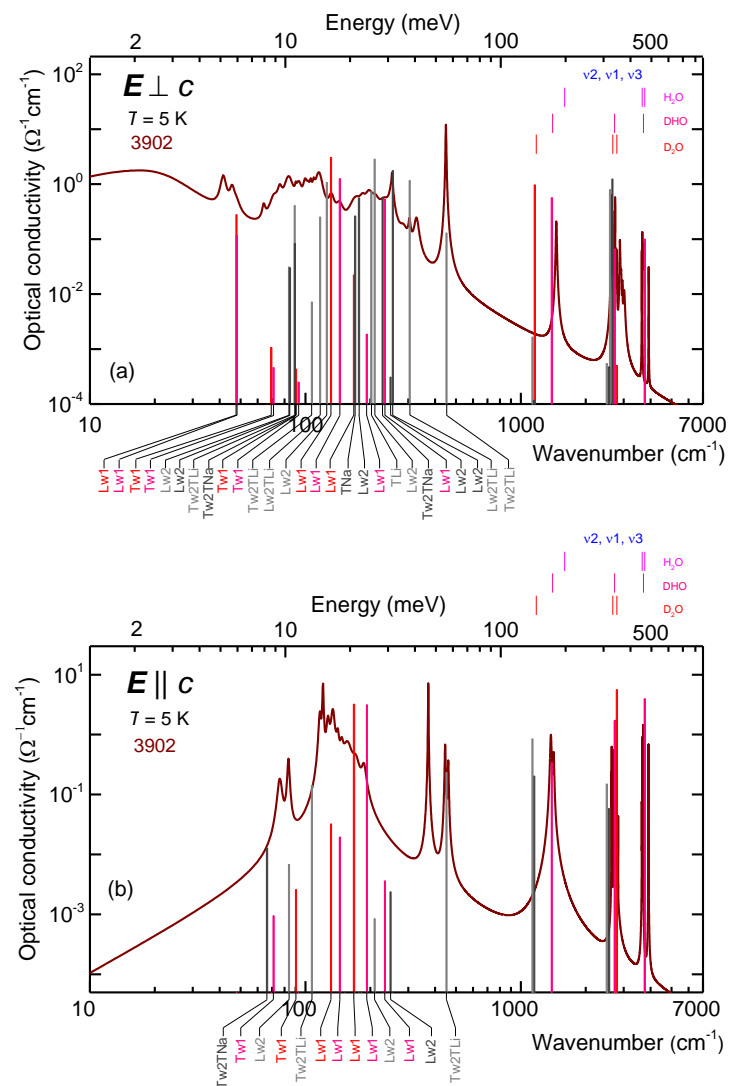 Energy (meV)
2 10 100 500
E ⊥ c
T = 5 K
3902
ν2, ν1, ν3
H₂O
DHO
D₂O
Optical conductivity (Ω⁻¹cm⁻¹)
10²
10⁰
10⁻²
10⁻⁴
(a)
10 100 1000 7000
Wavenumber (cm⁻¹)
Lw1
Lw1
Tw1
Tw1
Lw2
Lw2
Tw2TLi
Tw2TNa
Tw1
Tw1
Tw2TLi
Lw2TLi
Lw2
Lw1
Lw1
Lw1
TNa
Lw2
Lw1
TLi
Lw2
Tw2TNa
Lw1
Lw2
Lw2
Lw2TLi
Tw2TLi
ν2, ν1, ν3
H₂O
DHO
D₂O
Energy (meV)
2 10 100 500
E || c
T = 5 K
3902
Optical conductivity (Ω⁻¹cm⁻¹)
10¹
10⁻¹
10⁻³
(b)
10 100 1000 7000
Wavenumber (cm⁻¹)
Tw2TNa
Tw1
Lw2
Tw1
Tw2TLi
Lw1
Lw1
Lw1
Lw1
Lw2
Lw1
Lw2
Tw2TLi